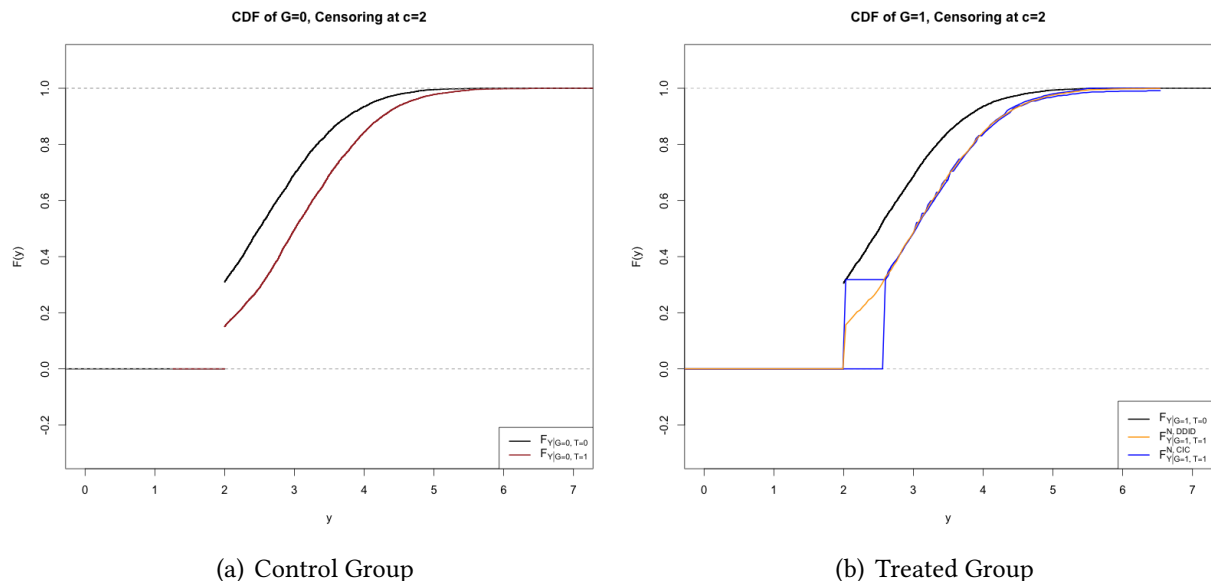 CDF of G=0, Censoring at c=2
F(y)
1.0
0.8
0.6
0.4
0.2
0.0
-0.2
0 1 2 3 4 5 6 7
y
F_{Y|G=0, T=0}
F_{Y|G=0, T=1}
(a) Control Group
CDF of G=1, Censoring at c=2
F(y)
1.0
0.8
0.6
0.4
0.2
0.0
-0.2
0 1 2 3 4 5 6 7
y
F_{Y|G=1, T=0}
F^{N, DDID}_{Y|G=1, T=1}
F^{N, CIC}_{Y|G=1, T=1}
(b) Treated Group